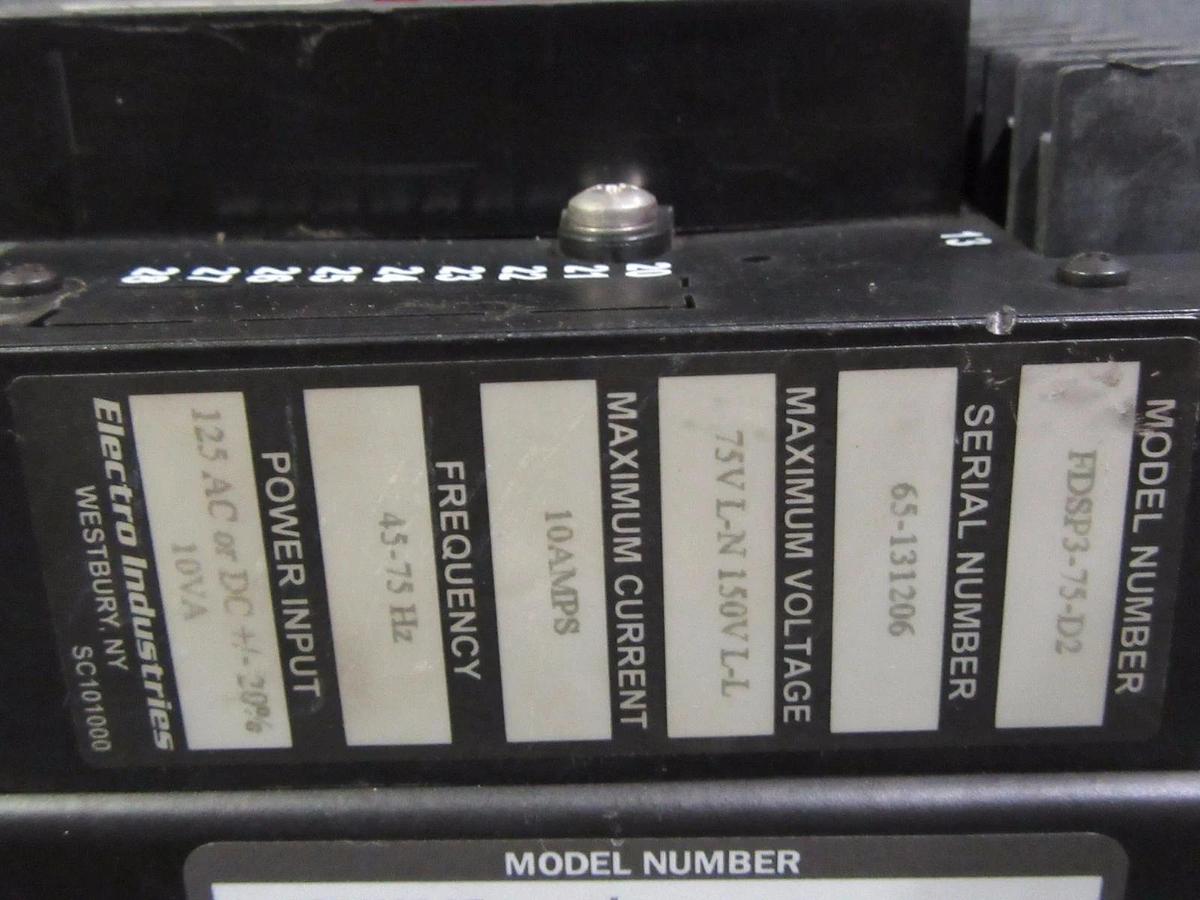 13
20
21
22
23
24
25
26
27
28
MODEL NUMBER
FDSP3-75-D2
SERIAL NUMBER
65-131206
MAXIMUM VOLTAGE
75V L-N 150V L-L
MAXIMUM CURRENT
10AMPS
FREQUENCY
45-75 Hz
POWER INPUT
125 AC or DC +/- 20%
10VA
Electro Industries
WESTBURY, NY
SC101000
MODEL NUMBER